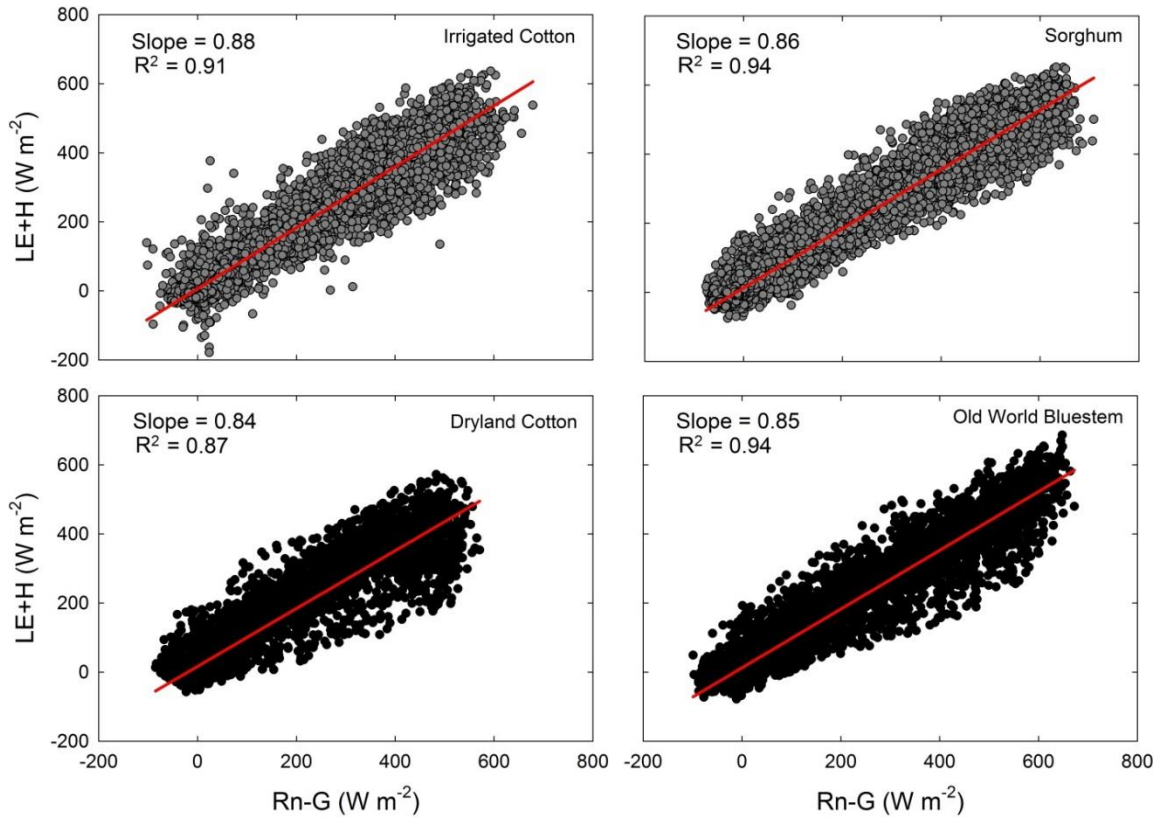 800
600
400
200
0
-200
LE+H (W m⁻²)
Slope = 0.88
R² = 0.91
Irrigated Cotton
Slope = 0.86
R² = 0.94
Sorghum
800
600
400
200
0
-200
LE+H (W m⁻²)
Slope = 0.84
R² = 0.87
Dryland Cotton
Slope = 0.85
R² = 0.94
Old World Bluestem
-200 0 200 400 600 800
-200 0 200 400 600 800
Rn-G (W m⁻²)
Rn-G (W m⁻²)